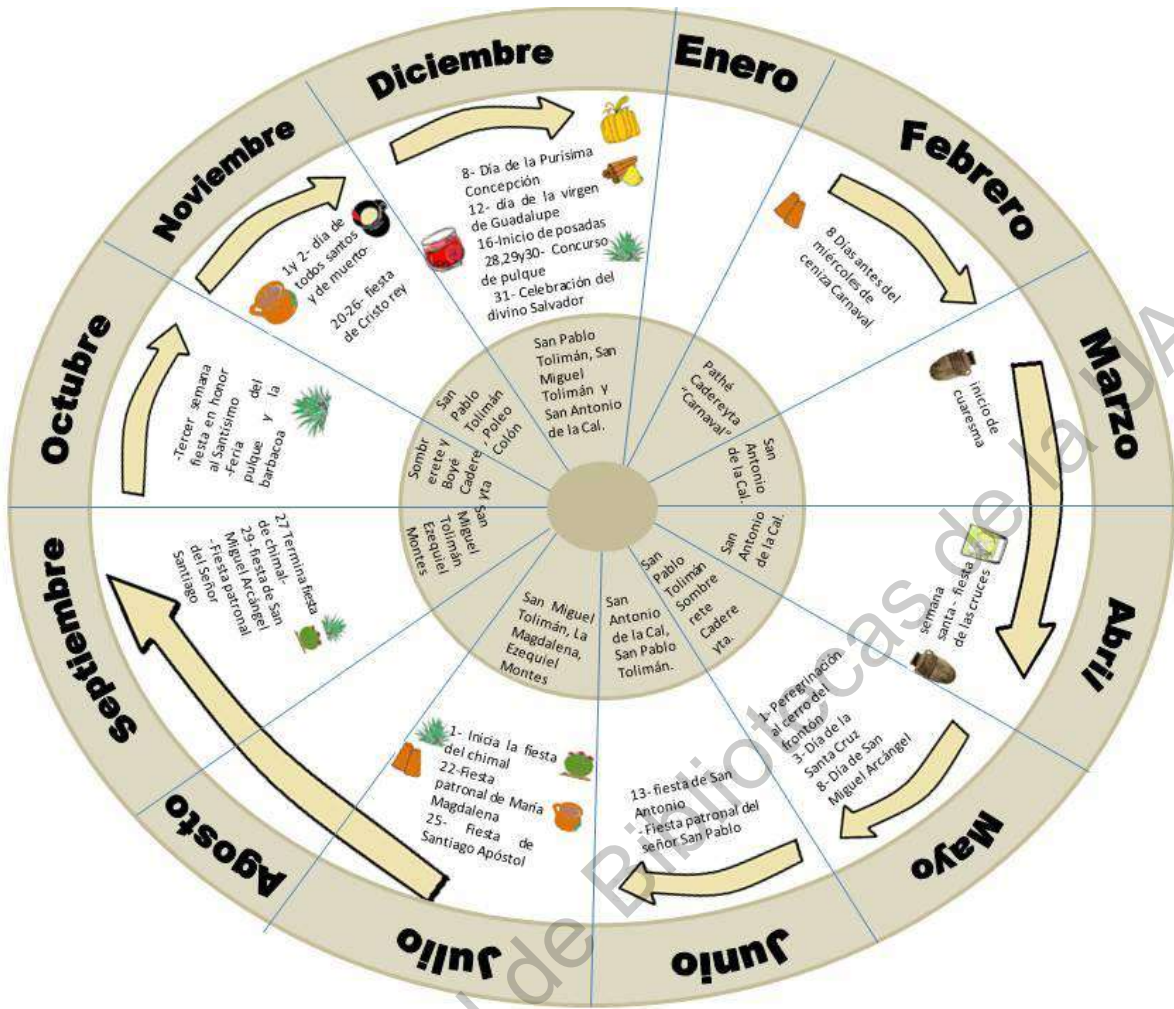 Enero
Febrero
Marzo
Abril
Mayo
Junio
Julio
Agosto
Septiembre
Octubre
Noviembre
Diciembre
8 Días antes del
miércoles de
ceniza Carnaval
inicio de
cuaresma
semana
santa - fiesta
de las cruces
1- Peregrinación
al cerro del
frontón
3- Día de la
Santa Cruz
8- Día de San
Miguel Arcángel
13- fiesta de San
Antonio
- Fiesta patronal del
señor San Pablo
1- Inicia la fiesta
del chimal
22-Fiesta
patronal de María
Magdalena
25- Fiesta de
Santiago Apóstol
27 Termina fiesta
de chimal-
29- fiesta de San
Miguel Arcángel
- Fiesta patronal
del Señor
Santiago
-Tercer semana
fiesta en honor
al Santísimo
-Feria del
pulque y la
barbacoa
1y 2- día de
todos santos
y de muerto-
20-26- fiesta
de Cristo rey
8- Día de la Purísima
Concepción
12- día de la virgen
de Guadalupe
16-Inicio de posadas
28,29y30- Concurso
de pulque
31- Celebración del
divino Salvador
Pathé
Cadereyta
"Carnaval"
San
Antonio
de la Cal.
San
Antonio
de la Cal.
San
Pablo
Tolimán
Sombre
rete
Cadere
yta.
San
Antonio
de la Cal,
San Pablo
Tolimán.
San Miguel
Tolimán, La
Magdalena,
Ezequiel
Montes
San
Miguel
Tolimán
Ezequiel
Montes
Sombr
erete y
Boyé
Cadere
yta
San
Pablo
Tolimán
, Poleo
Colón
San Pablo
Tolimán, San
Miguel
Tolimán y
San Antonio
de la Cal.
de Bibliotecas de la UA